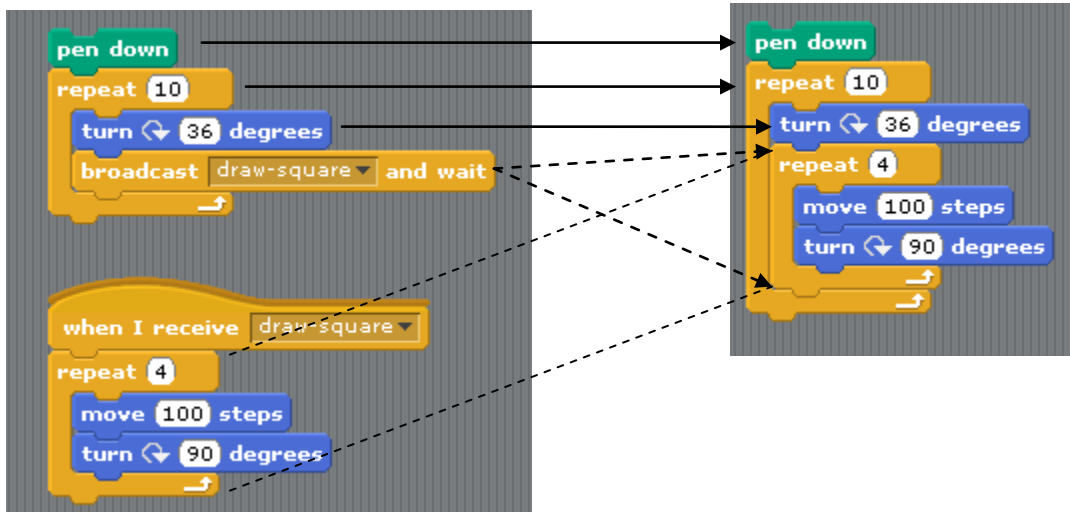 pen down
repeat 10
turn 36 degrees
broadcast draw-square and wait
when I receive draw-square
repeat 4
move 100 steps
turn 90 degrees
pen down
repeat 10
turn 36 degrees
repeat 4
move 100 steps
turn 90 degrees